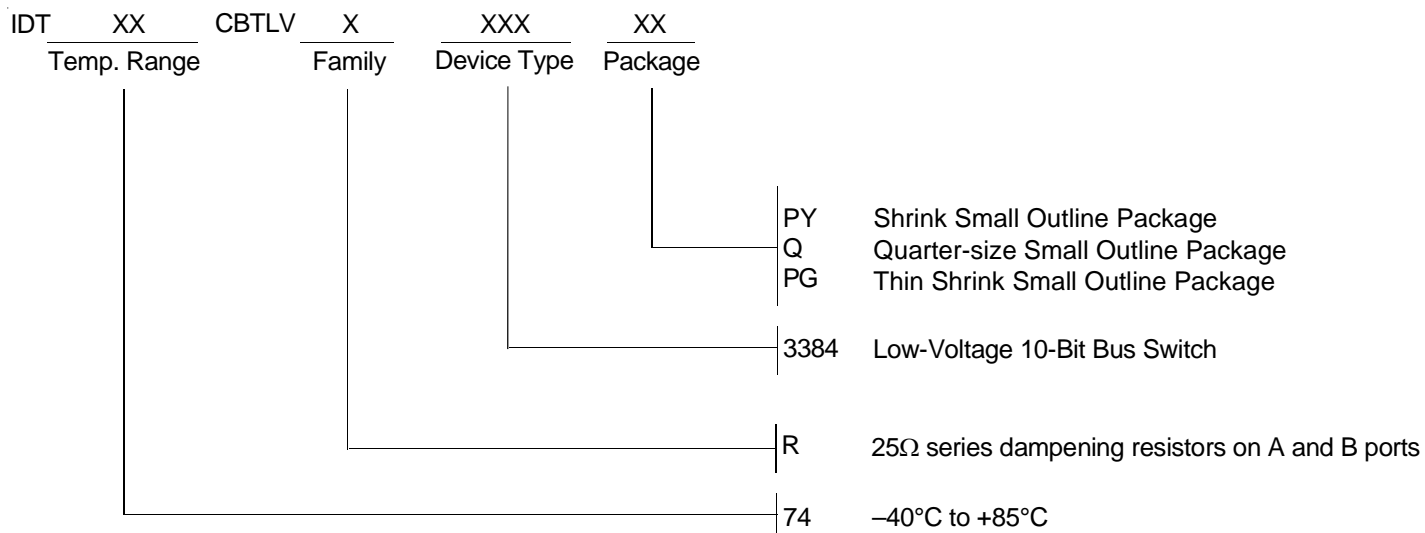 IDT XX CBTLV X XXX XX
Temp. Range Family Device Type Package
PY Shrink Small Outline Package
Q Quarter-size Small Outline Package
PG Thin Shrink Small Outline Package
3384 Low-Voltage 10-Bit Bus Switch
R 25Ω series dampening resistors on A and B ports
74 –40°C to +85°C